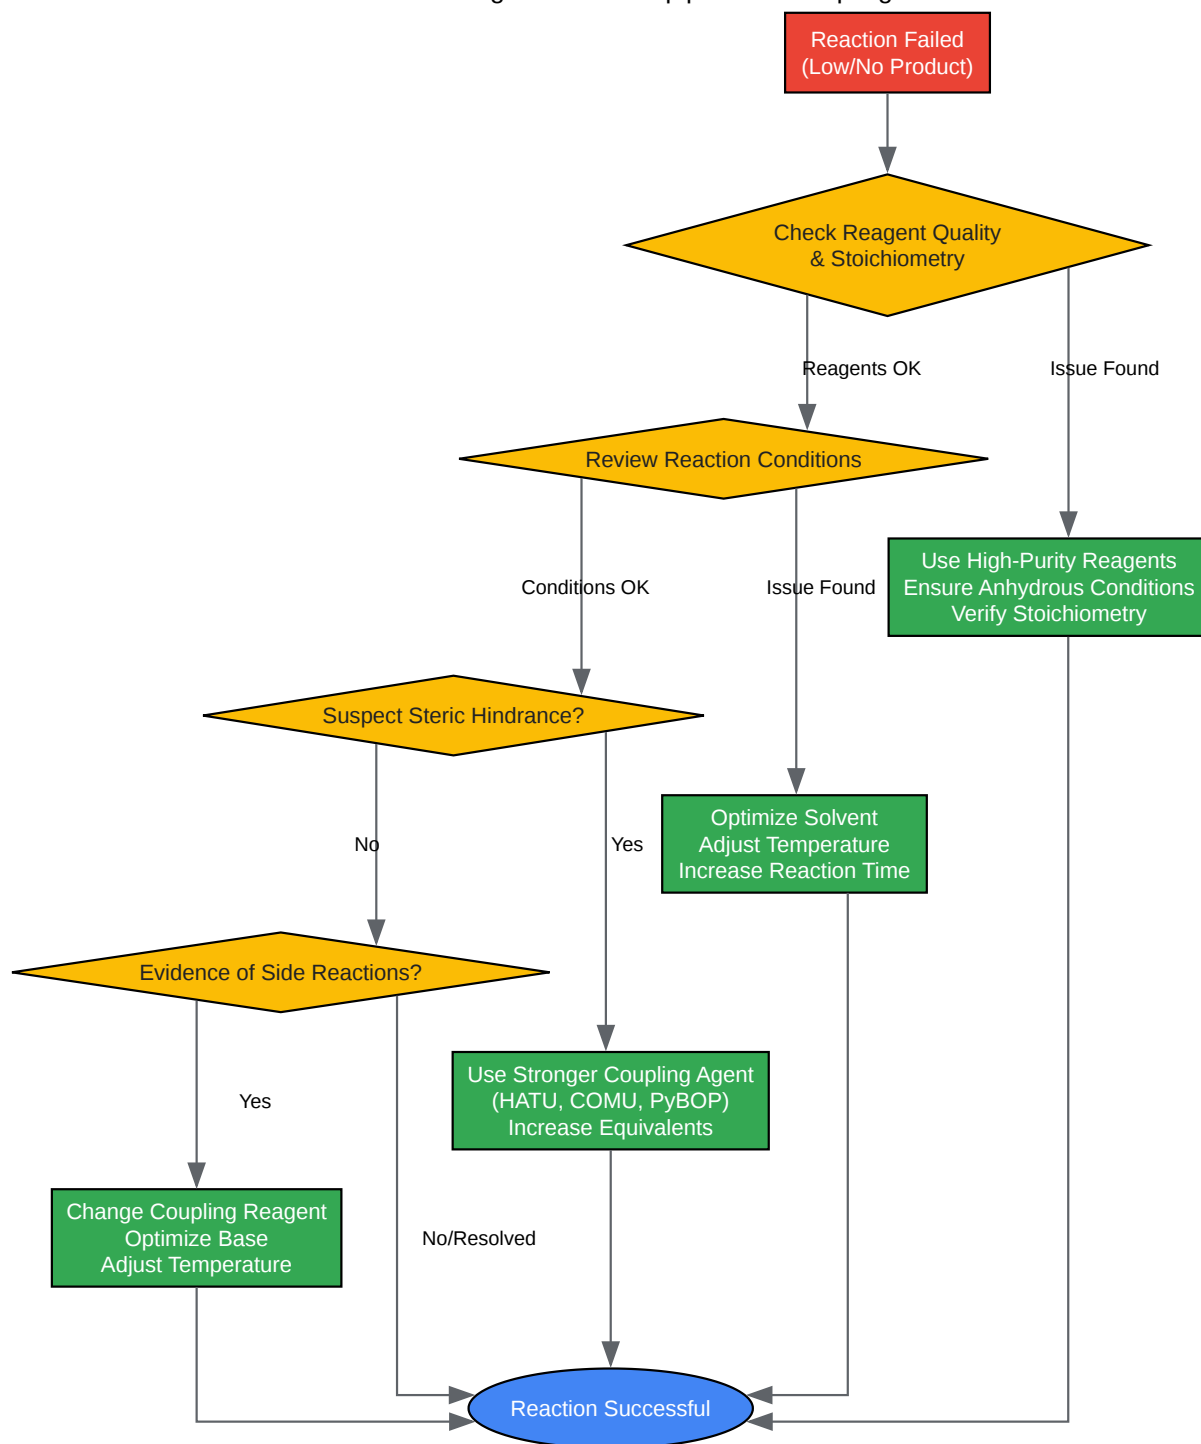 Reaction Failed
(Low/No Product)
Check Reagent Quality
& Stoichiometry
Reagents OK
Issue Found
Review Reaction Conditions
Use High-Purity Reagents
Ensure Anhydrous Conditions
Verify Stoichiometry
Conditions OK
Issue Found
Suspect Steric Hindrance?
Optimize Solvent
Adjust Temperature
Increase Reaction Time
No
Yes
Evidence of Side Reactions?
Use Stronger Coupling Agent
(HATU, COMU, PyBOP)
Increase Equivalents
Yes
Change Coupling Reagent
Optimize Base
Adjust Temperature
No/Resolved
Reaction Successful